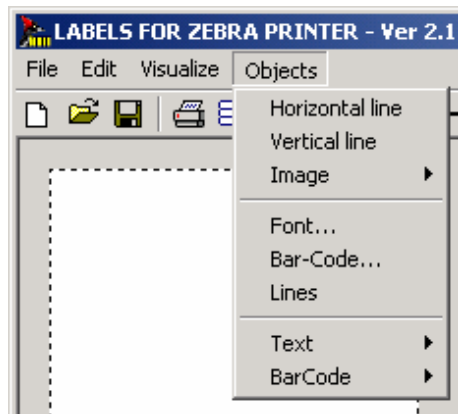 LABELS FOR ZEBRA PRINTER - Ver 2.1
File Edit Visualize Objects
Horizontal line
Vertical line
Image
Font...
Bar-Code...
Lines
Text
BarCode